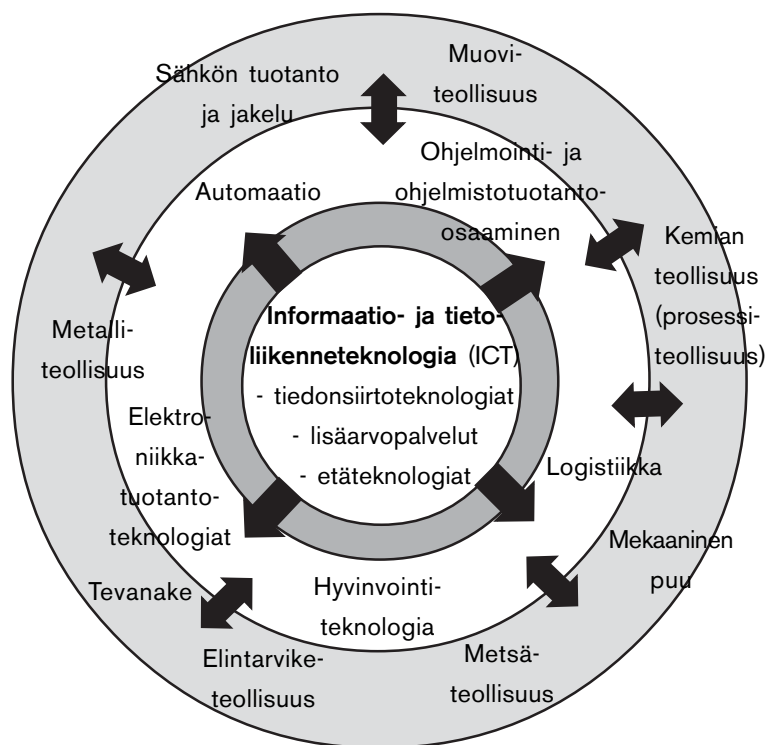 Sähkön tuotanto
ja jakelu
Muovi-
teollisuus
Automaatio
Ohjelmointi- ja
ohjelmistotuotanto-
osaaminen
Kemian
teollisuus
(prosessi-
teollisuus)
Metalli-
teollisuus
Informaatio- ja tieto-
liikenneteknologia (ICT)
- tiedonsiirtoteknologiat
- lisäarvopalvelut
- etäteknologiat
Elektro-
niikka-
tuotanto-
teknologiat
Logistiikka
Mekaaninen
puu
Tevanake
Hyvinvointi-
teknologia
Elintarvike-
teollisuus
Metsä-
teollisuus